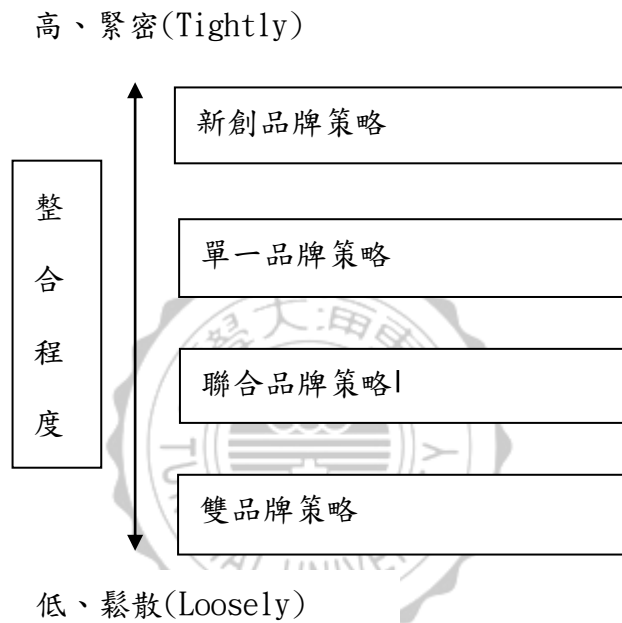 高、緊密(Tightly)
新創品牌策略
整合程度
單一品牌策略
聯合品牌策略
雙品牌策略
低、鬆散(Loosely)